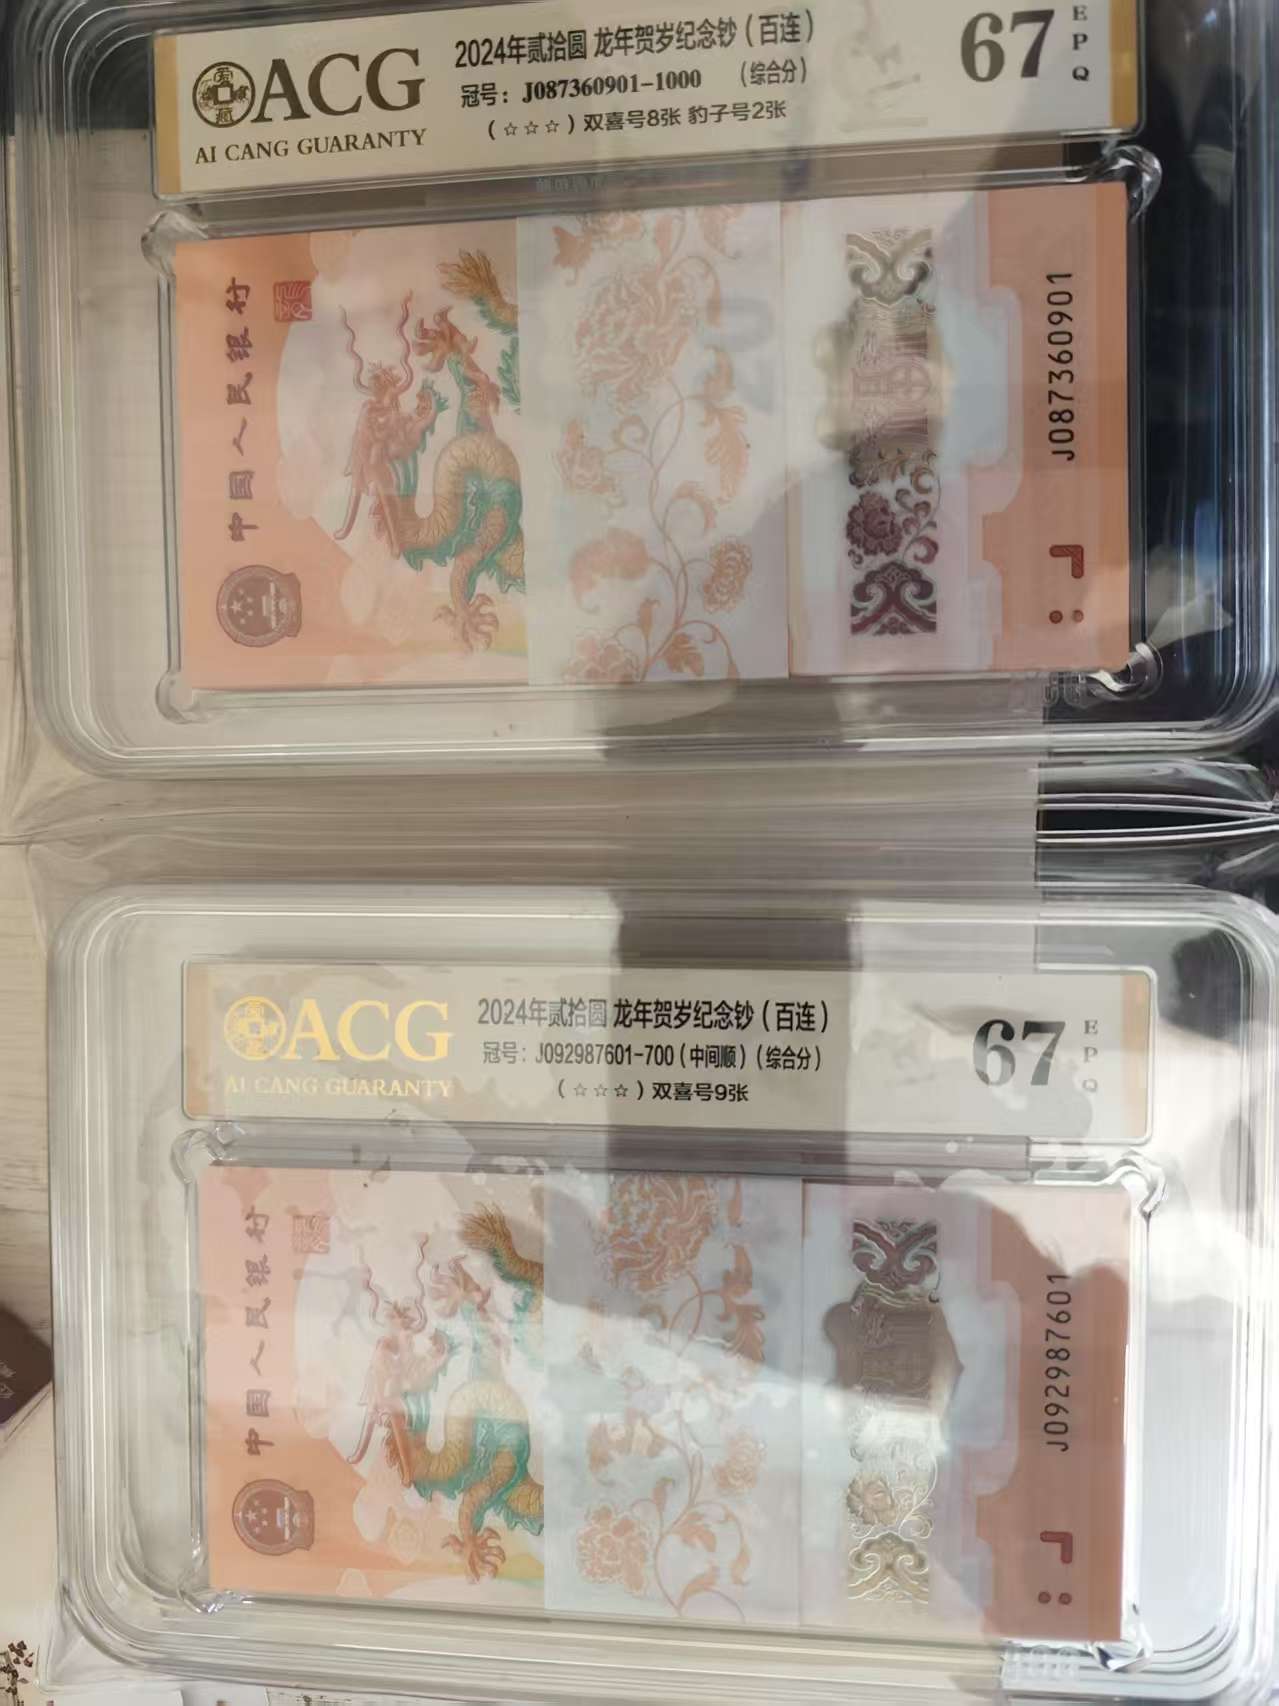 ACG
AI CANG GUARANTY
2024年贰拾圆 龙年贺岁纪念钞(百连)
冠号: J087360901-1000 (综合分)
(☆☆☆)双喜号8张 豹子号2张
67
EPQ
中国人民银行
J087360901
ACG
AI CANG GUARANTY
2024年贰拾圆 龙年贺岁纪念钞(百连)
冠号: J092987601-700(中间顺)(综合分)
(☆☆☆)双喜号9张
67
EPQ
中国人民银行
J092987601